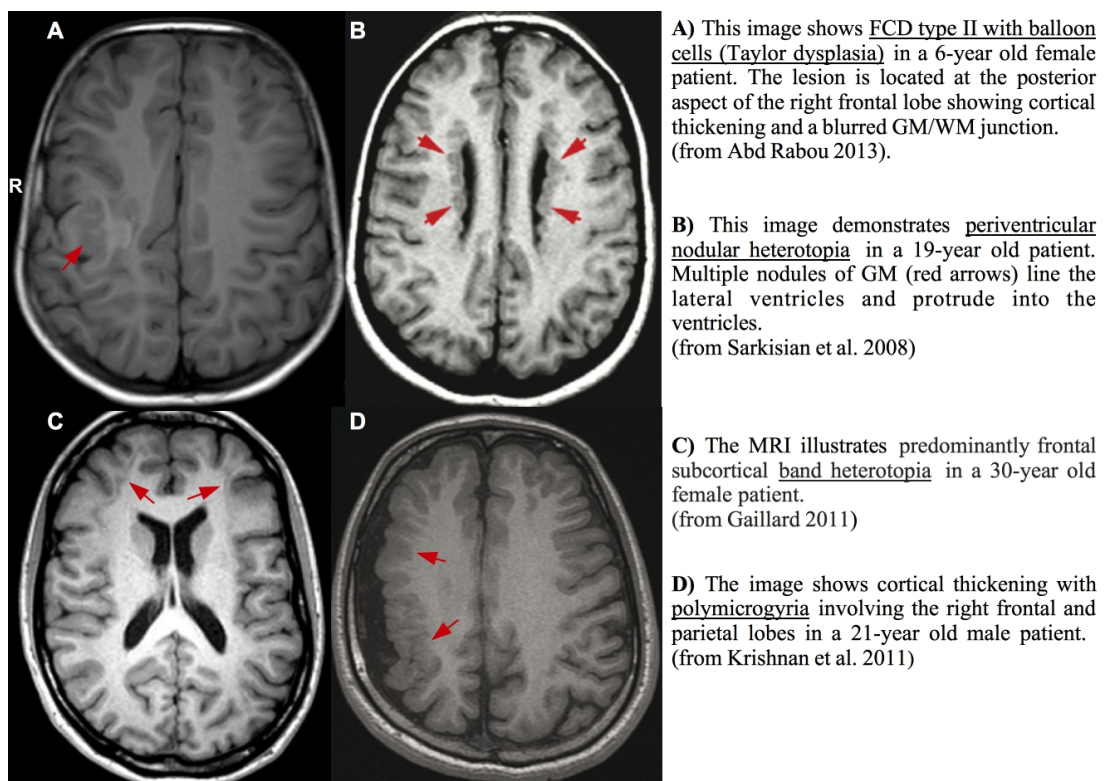 A
B
R
C
D
A) This image shows FCD type II with balloon
cells (Taylor dysplasia) in a 6-year old female
patient. The lesion is located at the posterior
aspect of the right frontal lobe showing cortical
thickening and a blurred GM/WM junction.
(from Abd Rabou 2013).
B) This image demonstrates periventricular
nodular heterotopia in a 19-year old patient.
Multiple nodules of GM (red arrows) line the
lateral ventricles and protrude into the
ventricles.
(from Sarkisian et al. 2008)
C) The MRI illustrates predominantly frontal
subcortical band heterotopia in a 30-year old
female patient.
(from Gaillard 2011)
D) The image shows cortical thickening with
polymicrogyria involving the right frontal and
parietal lobes in a 21-year old male patient.
(from Krishnan et al. 2011)